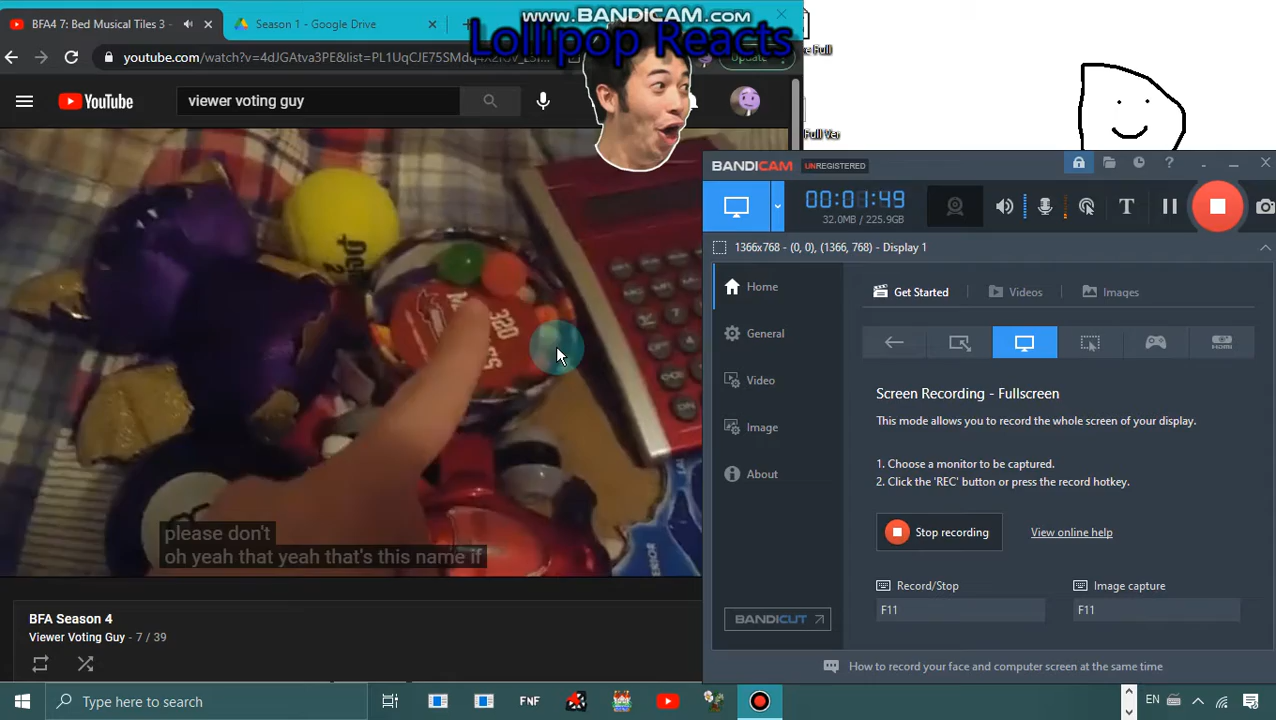 www.BANDICAM.com
BFA4 7: Bed Musical Tiles 3 -
Season 1 - Google Drive
Lollipop Reacts
Update
youtube.com/watch?v=4dJGAtva3PE&list=PL1UqCJE75SMdq4X2fGv_L5
YouTube
viewer voting guy
Full Ver
BANDICAM UNREGISTERED
00:01:49
32.0MB / 225.9GB
1366x768 - (0, 0), (1366, 768) - Display 1
Home
General
Video
Image
About
BANDICUT
Get Started
Videos
Images
HDMI
Screen Recording - Fullscreen
This mode allows you to record the whole screen of your display.
1. Choose a monitor to be captured.
2. Click the 'REC' button or press the record hotkey.
Stop recording
View online help
Record/Stop
Image capture
F11
F11
How to record your face and computer screen at the same time
320
please don't
oh yeah that yeah that's this name if
BFA Season 4
Viewer Voting Guy - 7 / 39
Type here to search
FNF
EN